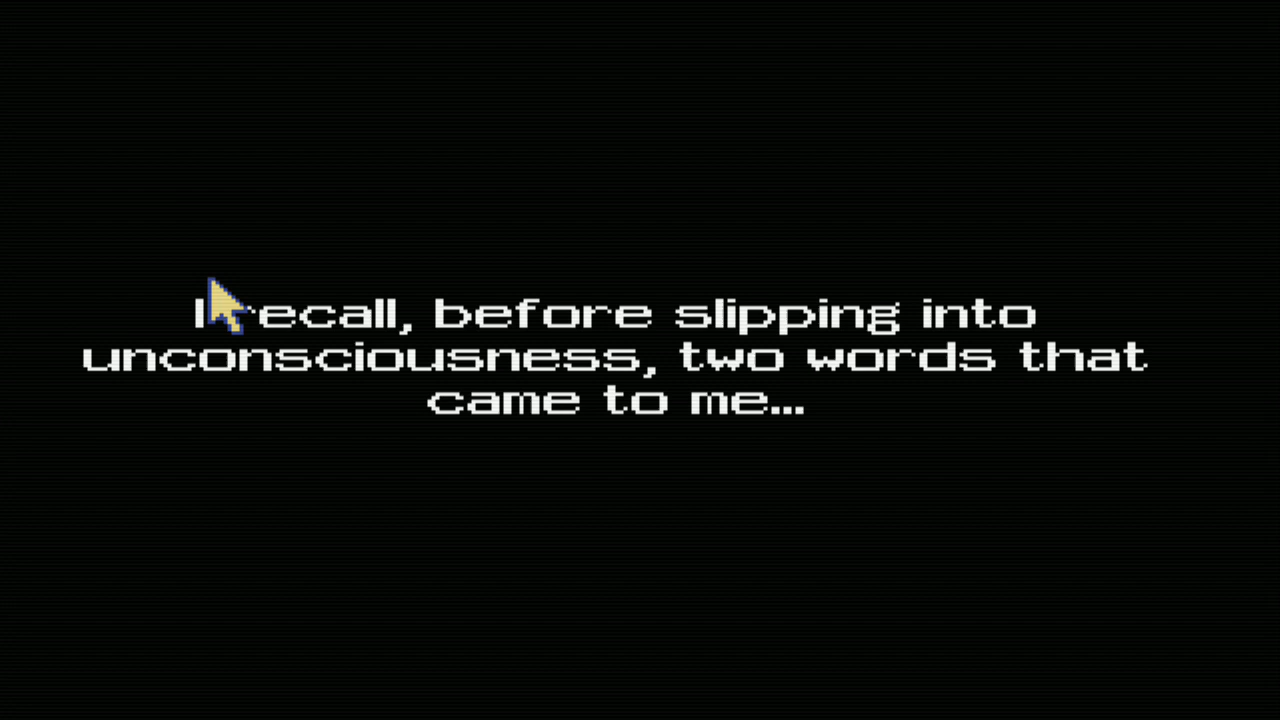 I recall, before slipping into
unconsciousness, two words that
came to me...